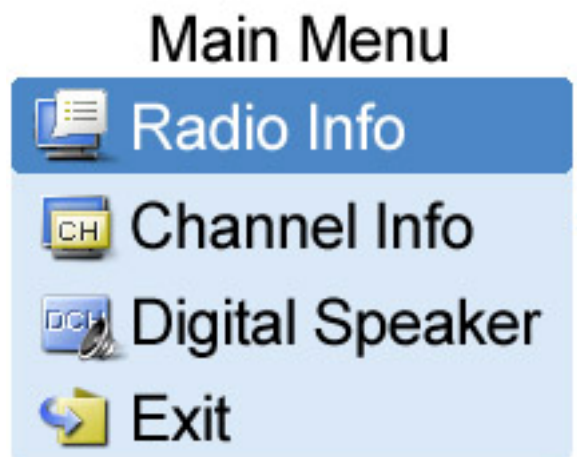 Main Menu
Radio Info
CH Channel Info
DCH Digital Speaker
Exit